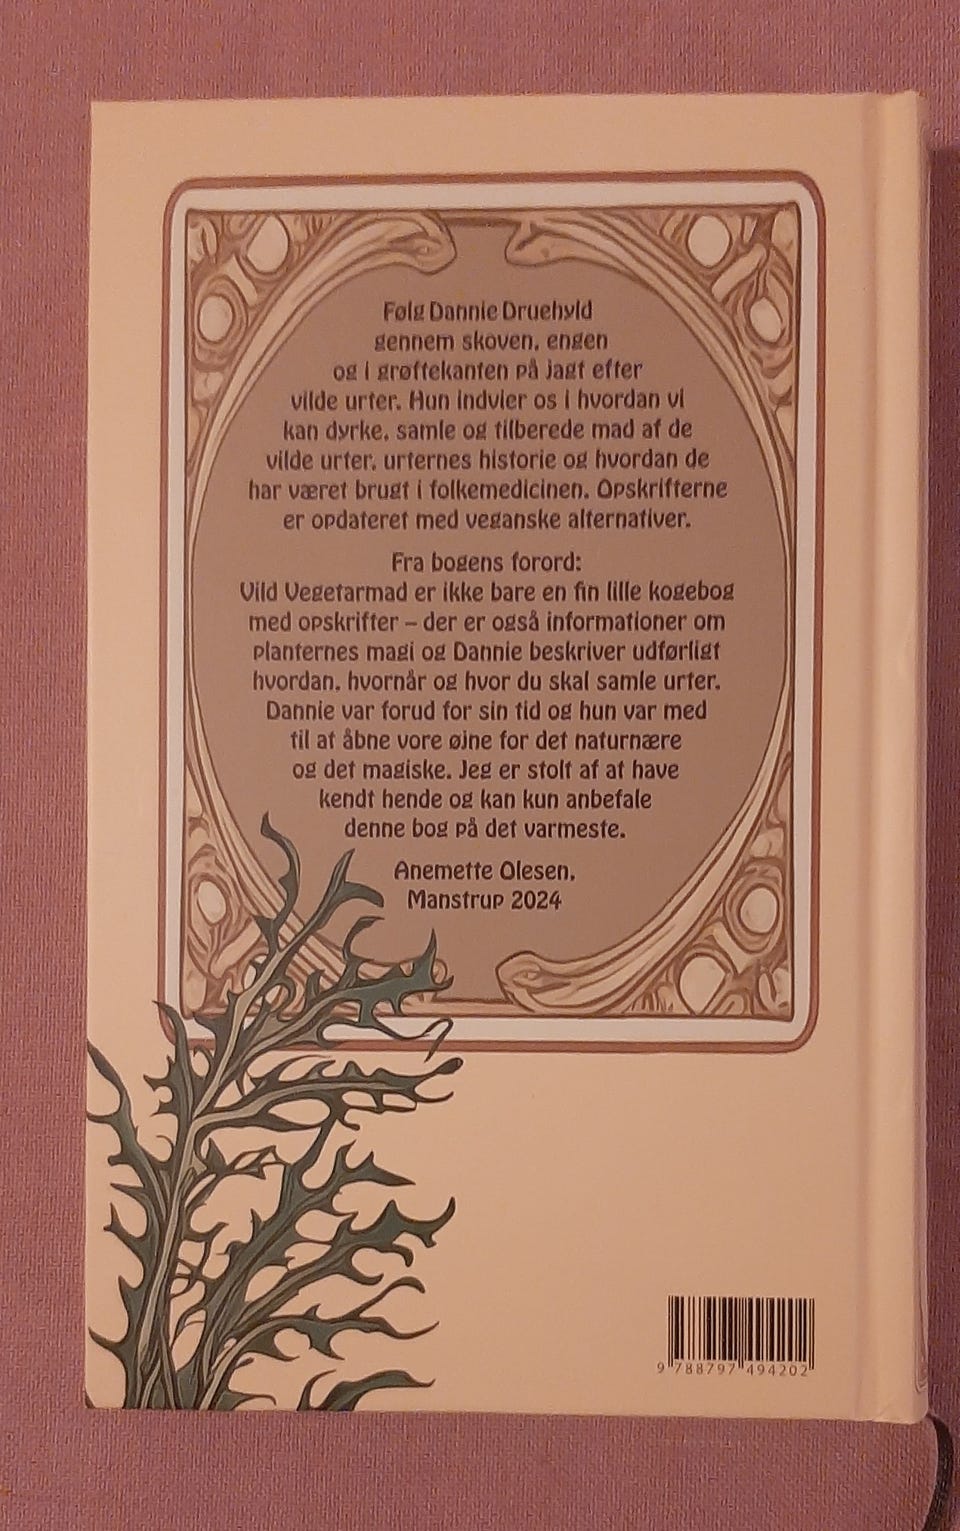 Følg Dannie Druehyld
gennem skoven, engen
og i grøftekanten på jagt efter
vilde urter. Hun indvier os i hvordan vi
kan dyrke, samle og tilberede mad af de
vilde urter, urternes historie og hvordan de
har været brugt i folkemedicinen. Opskrifterne
er opdateret med veganske alternativer.
Fra bogens forord:
Vild Vegetarmad er ikke bare en fin lille kogebog
med opskrifter – der er også informationer om
planternes magi og Dannie beskriver udførligt
hvordan, hvornår og hvor du skal samle urter.
Dannie var forud for sin tid og hun var med
til at åbne vore øjne for det naturnære
og det magiske. Jeg er stolt af at have
kendt hende og kan kun anbefale
denne bog på det varmeste.
Anemette Olesen,
Manstrup 2024
9 788797 494202